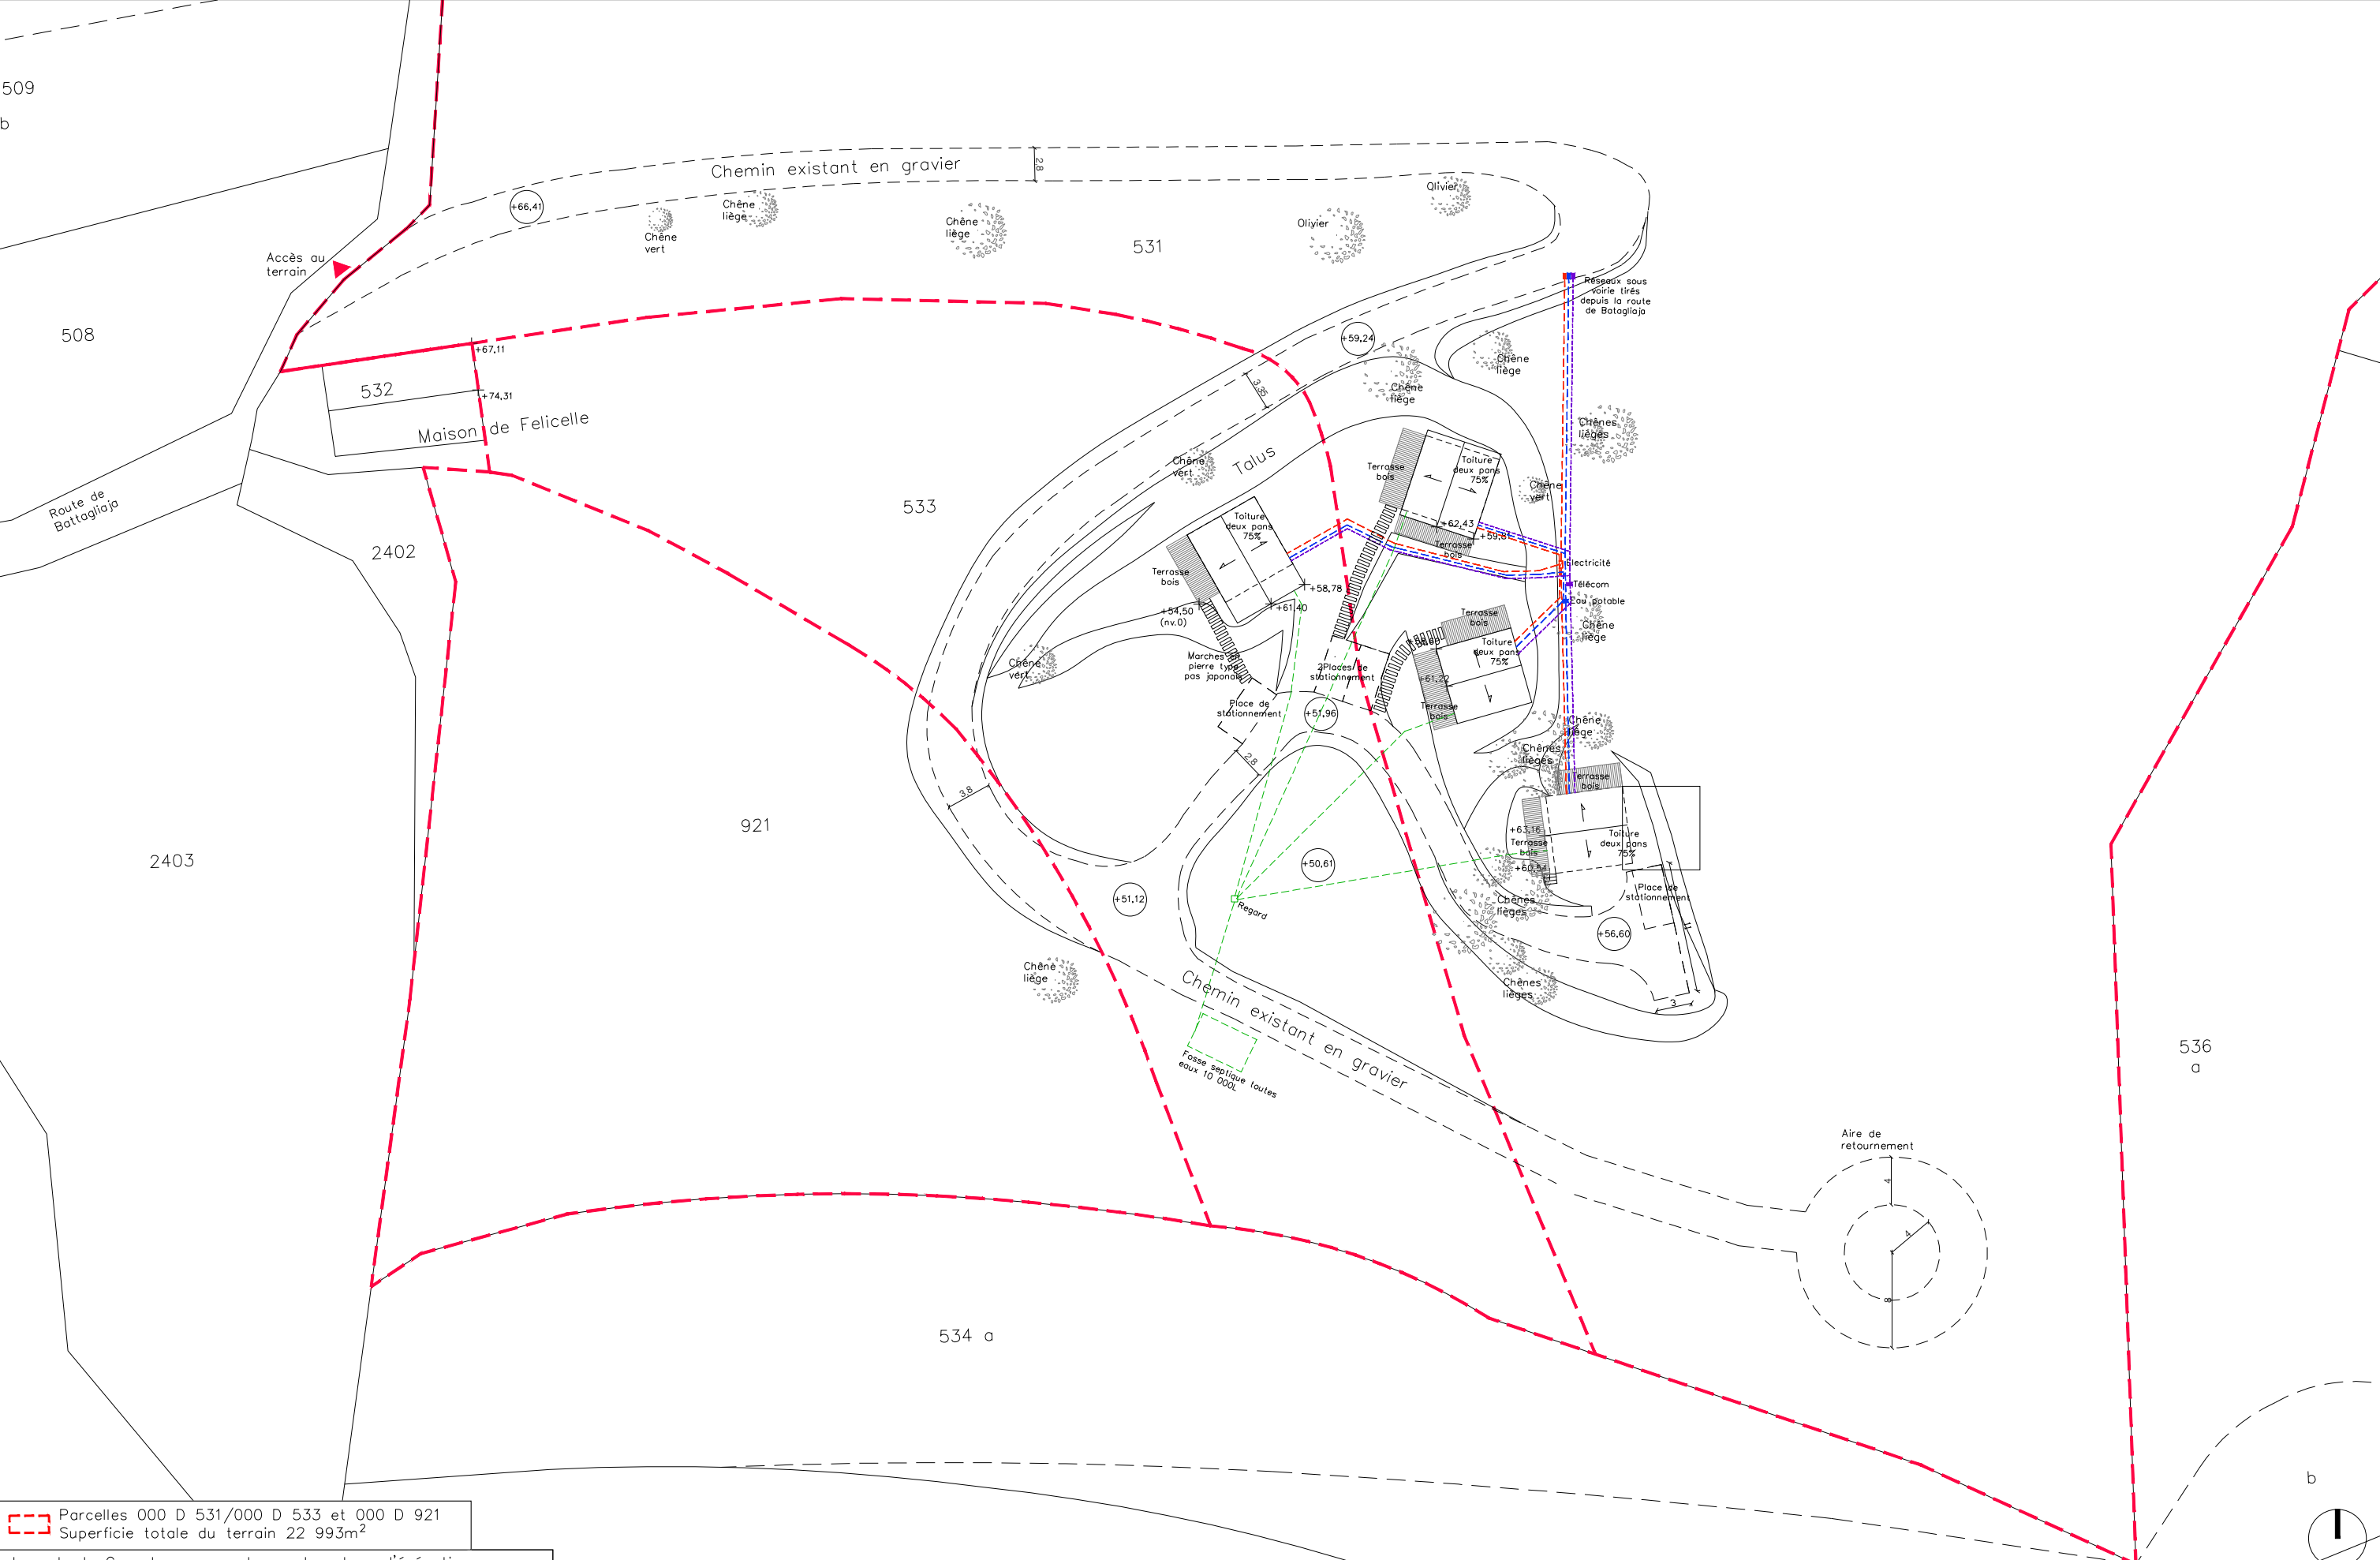 509
b
Chemin existant en gravier
2.8
+66,41
Chêne
vert
Chêne
liège
Chêne
liège
Olivier
Olivier
531
Accès au
terrain
508
Réseaux sous
voirie tirés
depuis la route
de Batagliaja
+67,11
532
+74,31
Maison de Felicelle
+59,24
3.35
Chêne
liège
Chêne
liège
Chênes
lièges
Talus
Chêne
vert
Terrasse
bois
Toiture
deux pans
75%
Chêne
vert
Route de
Battagliaja
533
2402
Toiture
deux pans
75%
Terrasse
bois
+62,43
Terrasse
bois
Electricité
Télécom
Eau potable
+58,78
+61,40
+54,50
(nv.0)
Terrasse
bois
Chêne
liège
Toiture
deux pans
75%
Chêne
vert
Marches en
pierre type
pas japonais
2Places de
stationnement
+61,22
Terrasse
bois
Place de
stationnement
+51,96
Chêne
liège
Chênes
lièges
2.8
3.8
Terrasse
bois
921
2403
+63,16
Terrasse
bois
Toiture
deux pans
75%
+50,61
+60,54
+51,12
Place de
stationnement
Regard
Chênes
lièges
11
+56,60
Chêne
liège
Chênes
lièges
3
Chemin existant en gravier
Fosse septique toutes
eaux 10 000L
536
a
Aire de
retournement
4
4
8
534 a
b
Parcelles 000 D 531/000 D 533 et 000 D 921
Superficie totale du terrain 22 993m²